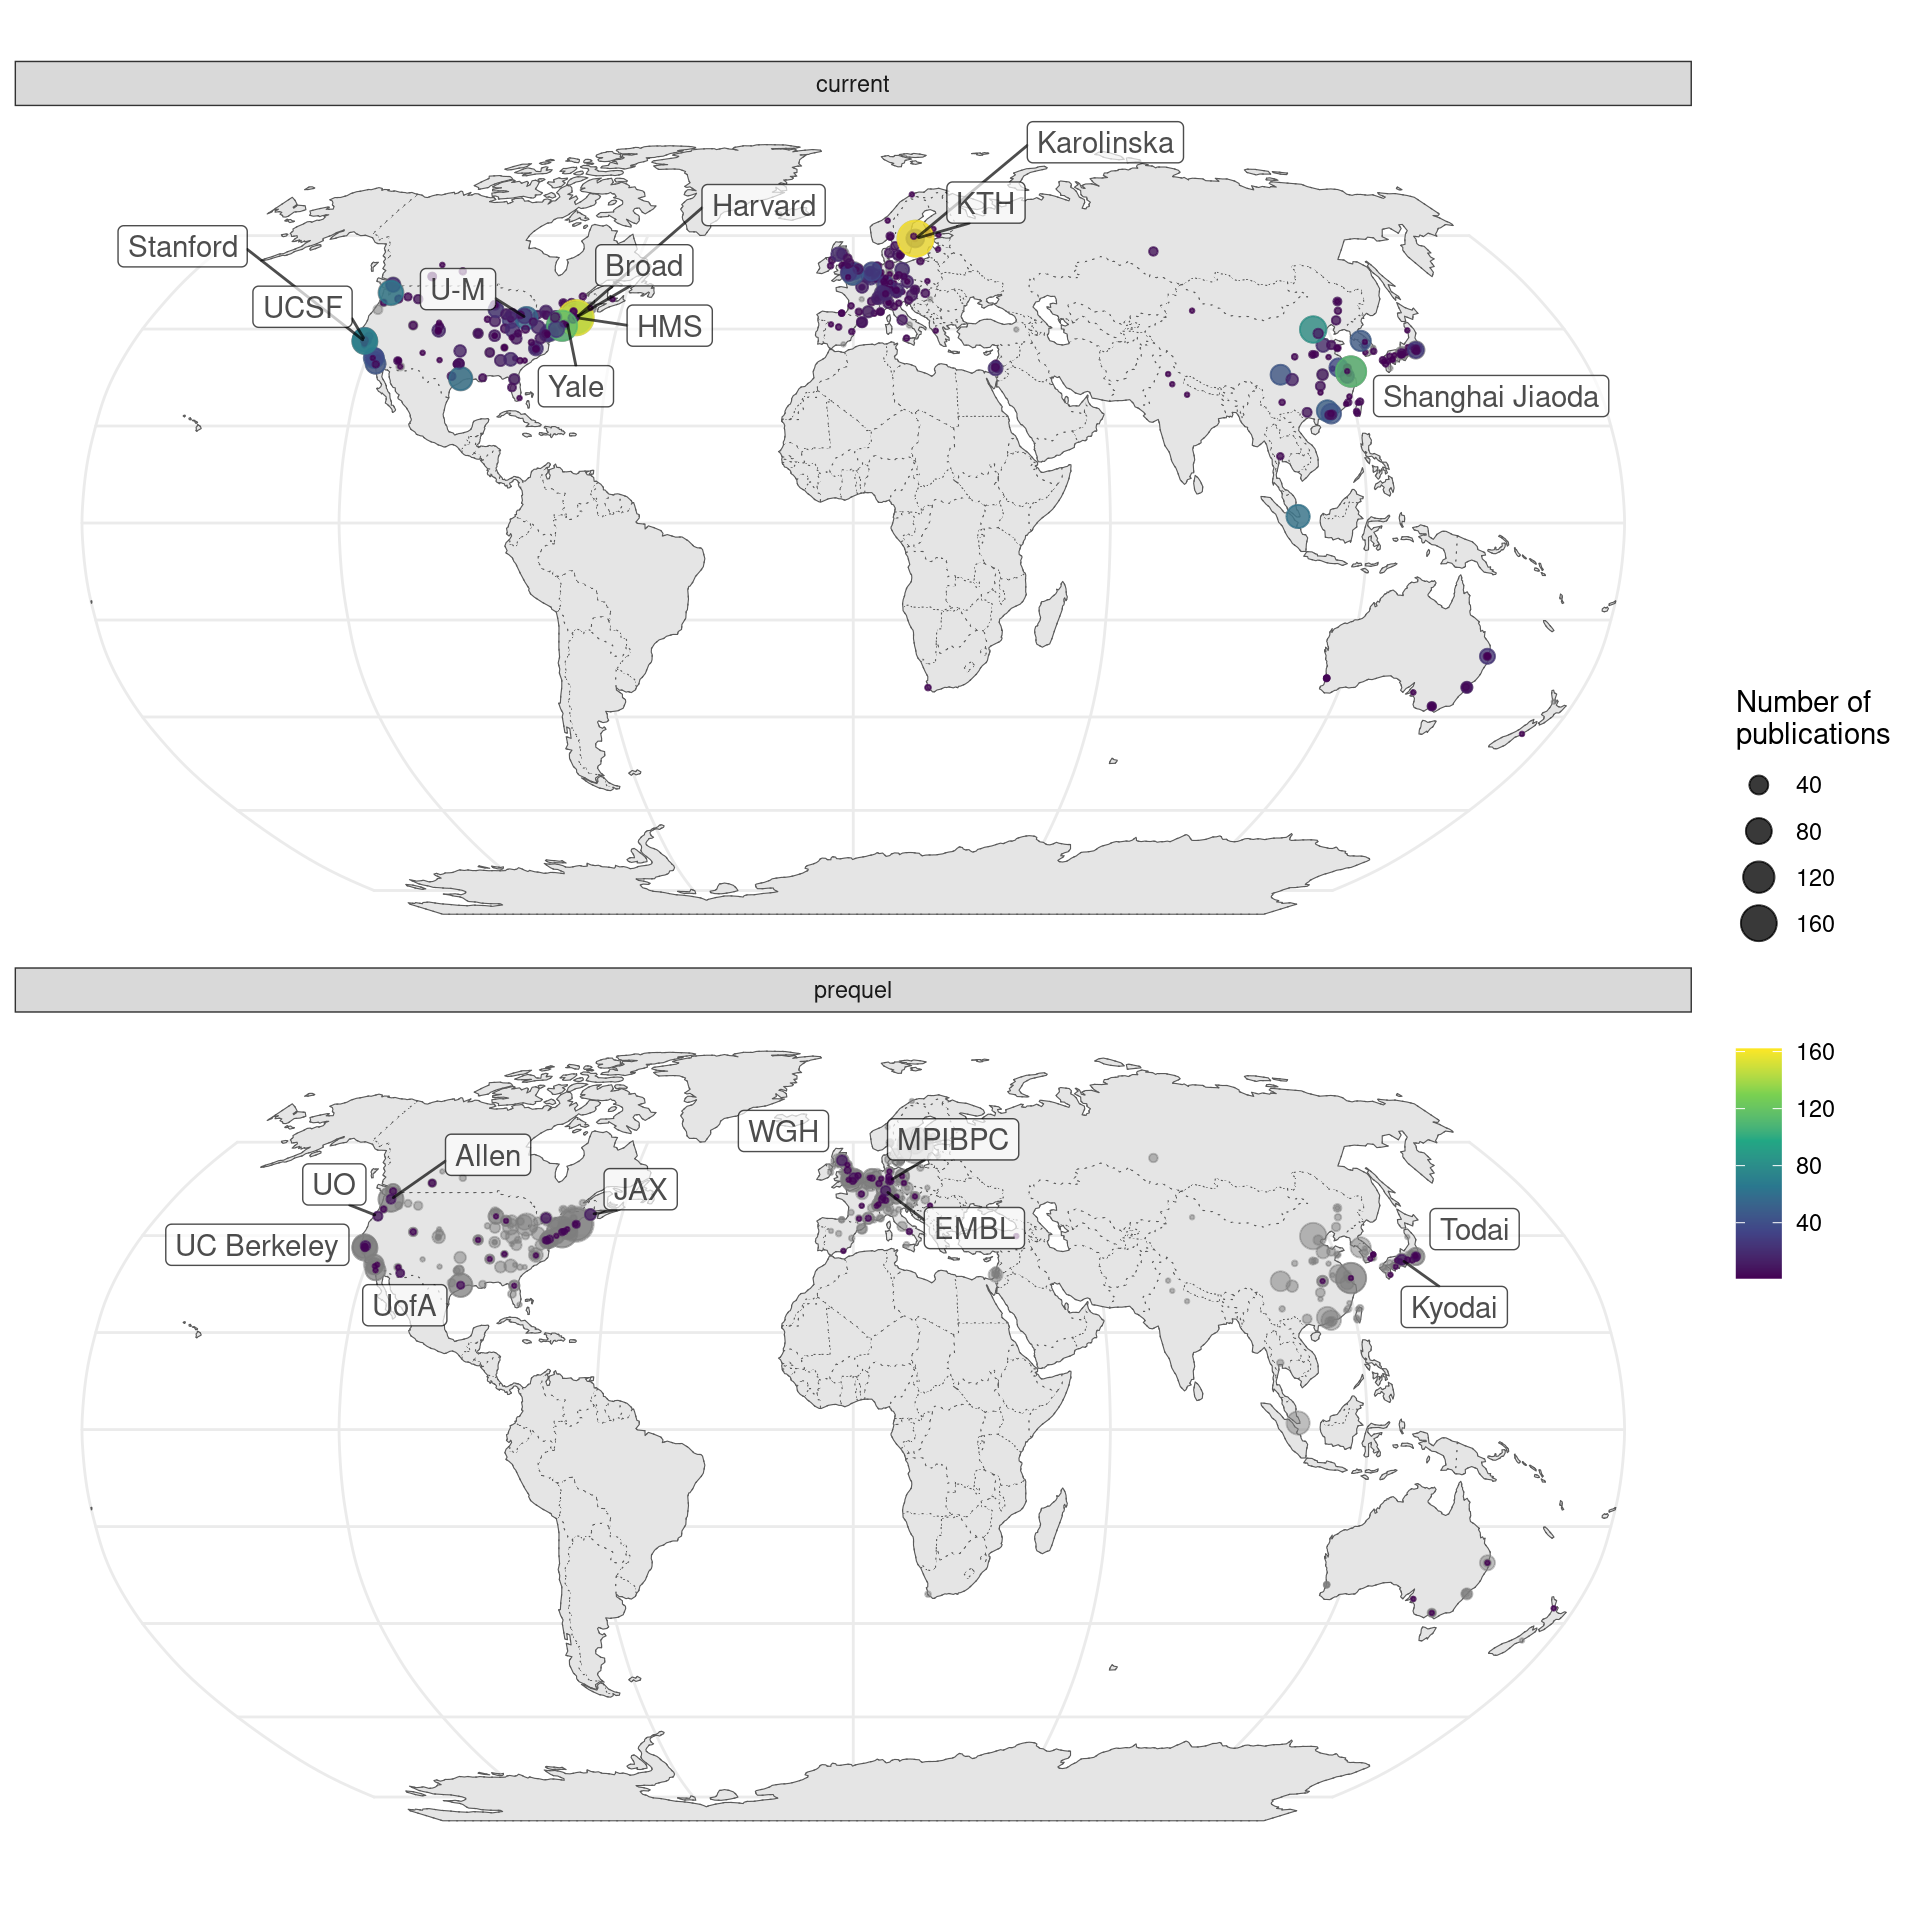 current
Karolinska
KTH
Harvard
Stanford
Broad
U-M
UCSF
HMS
Yale
Shanghai Jiaoda
Number of
publications
40
80
120
160
prequel
160
120
80
40
WGH
MPIBPC
Allen
UO
JAX
UC Berkeley
EMBL
Todai
UofA
Kyodai